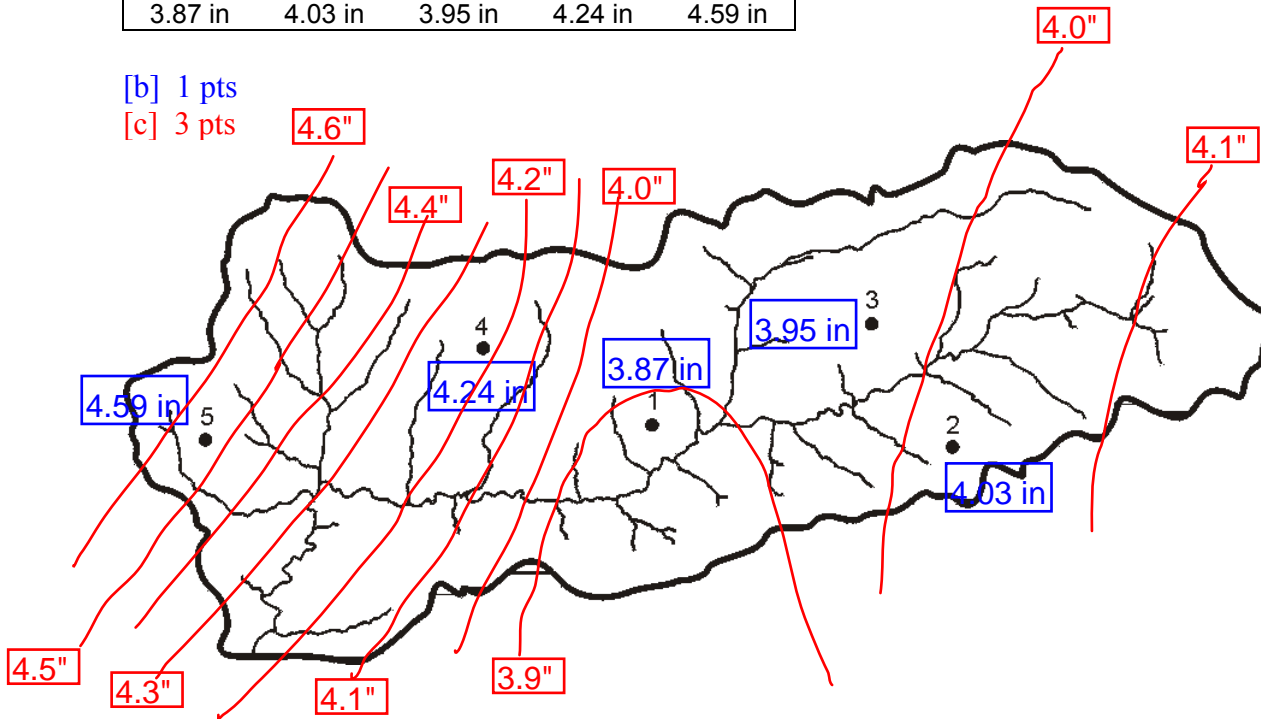 3.87 in 4.03 in 3.95 in 4.24 in 4.59 in
4.0"
[b] 1 pts
[c] 3 pts
4.6"
4.1"
4.2"
4.0"
4.4"
3
3.95 in
4
3.87 in
4.24 in
4.59 in
5
1
2
4.03 in
4.5"
4.3"
4.1"
3.9"